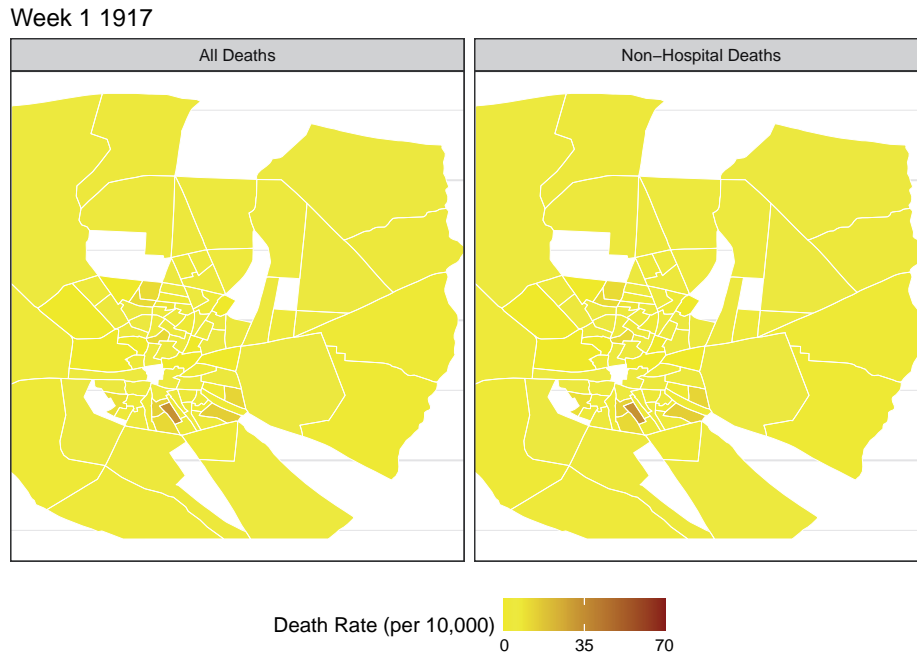 Week 1 1917
All Deaths
Non−Hospital Deaths
Death Rate (per 10,000)
0 35 70